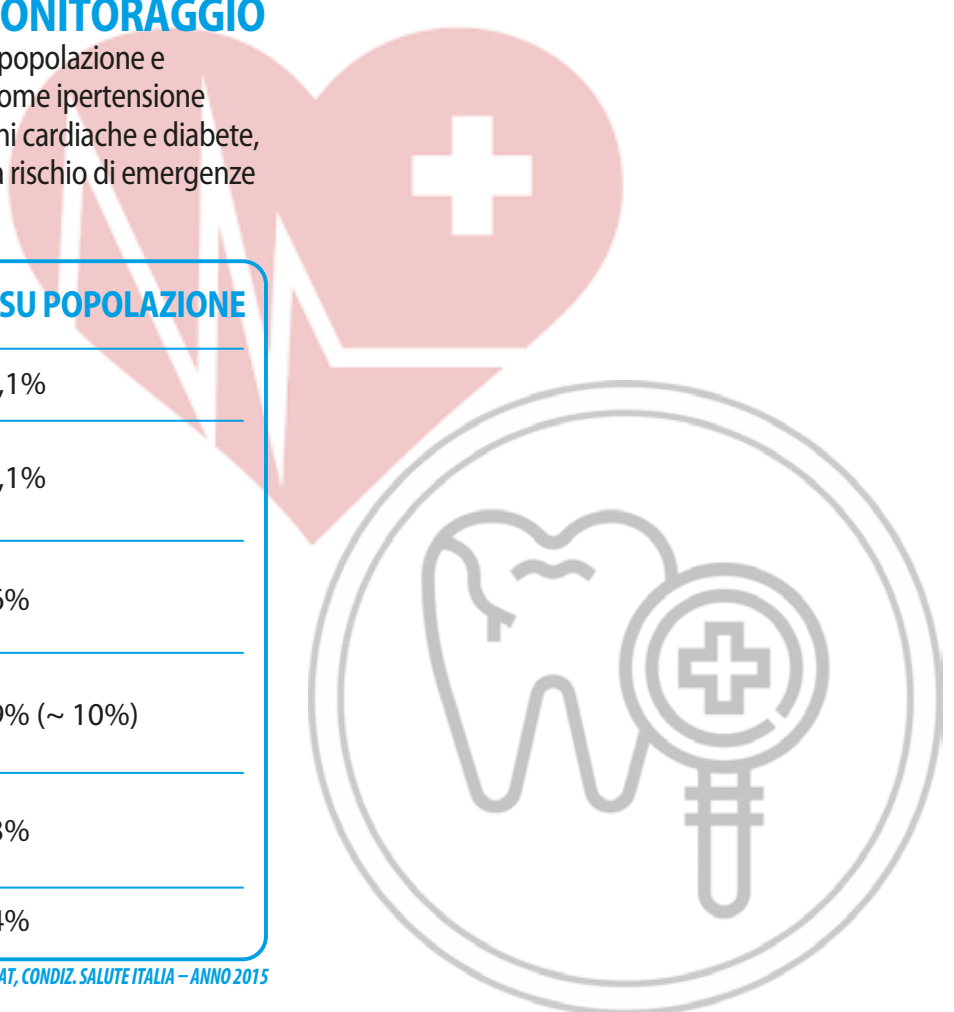 ONITORAGGIO
popolazione e
ome ipertensione
ni cardiache e diabete,
a rischio di emergenze
SU POPOLAZIONE
,1%
,1%
6%
9% (~ 10%)
3%
4%
AT, CONDIZ. SALUTE ITALIA – ANNO 2015